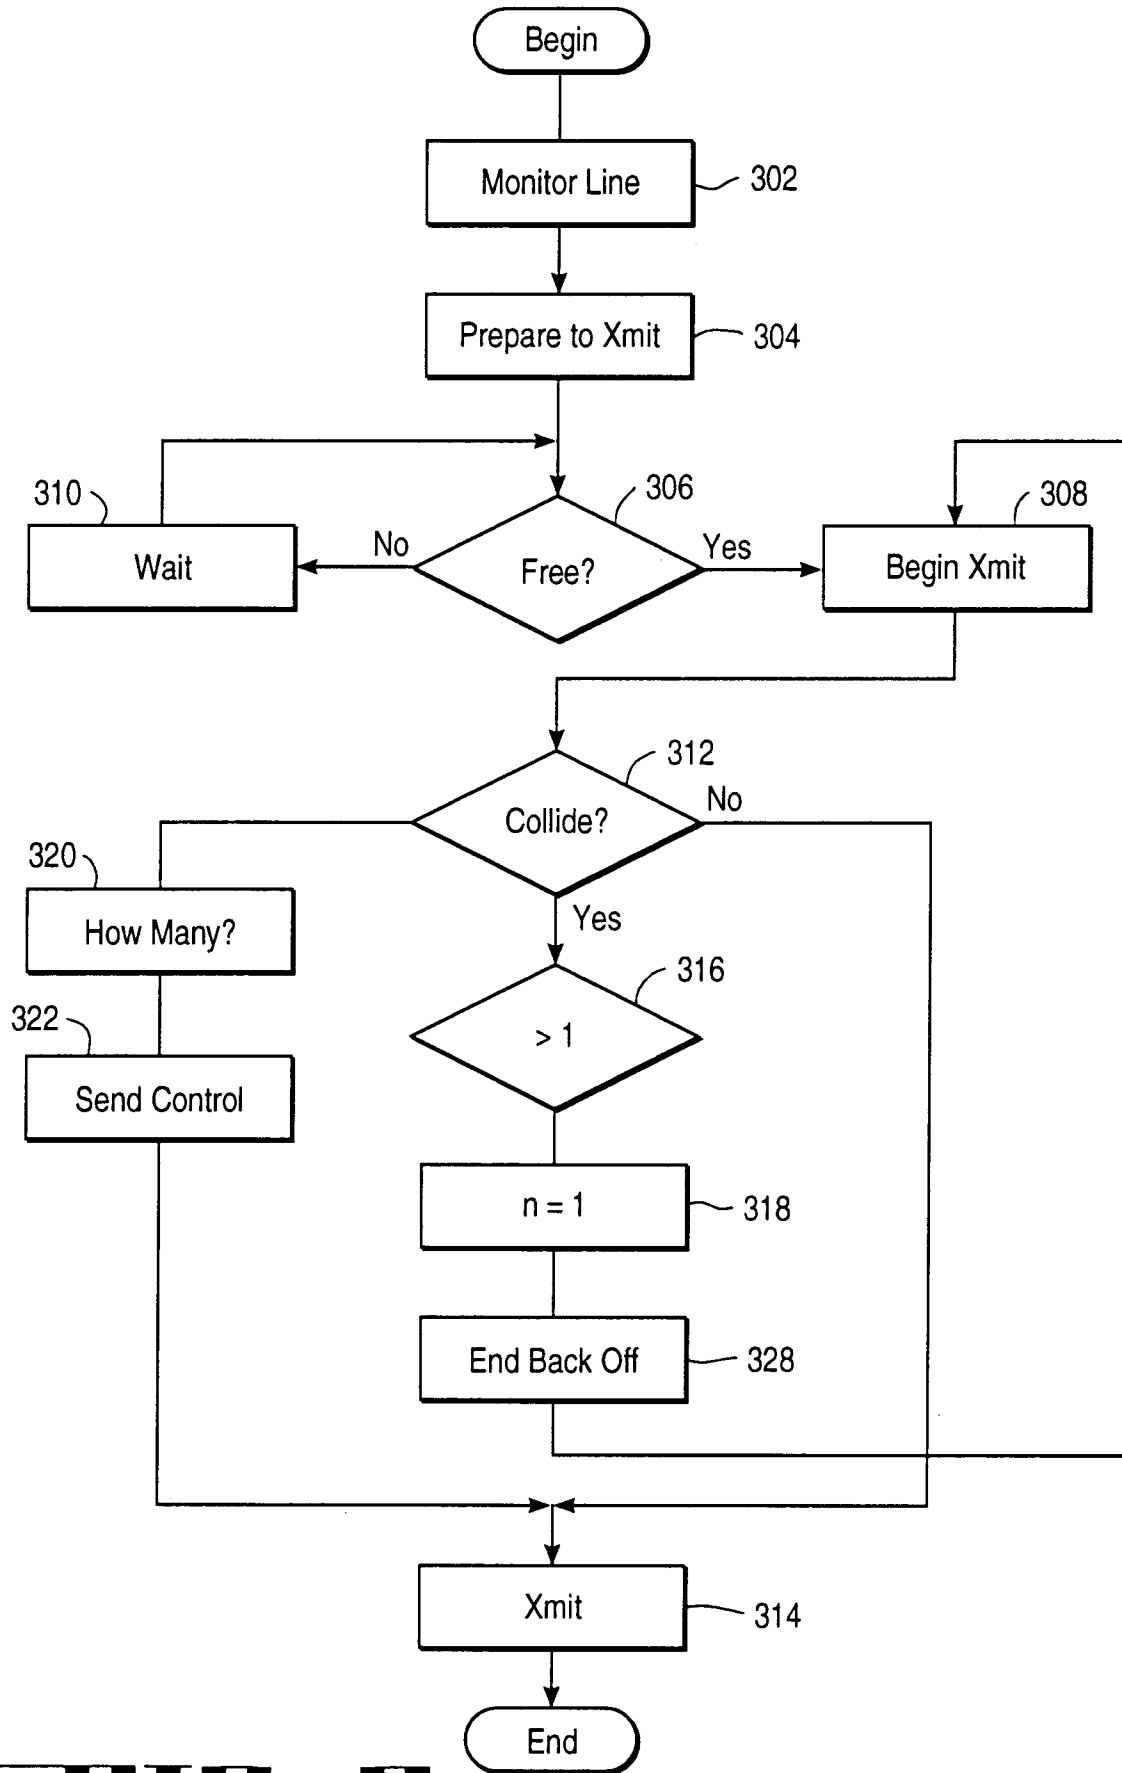 Begin
Monitor Line
302
Prepare to Xmit
304
310
306
308
Wait
No
Free?
Yes
Begin Xmit
312
Collide?
No
320
How Many?
Yes
316
322
> 1
Send Control
n = 1
318
End Back Off
328
Xmit
314
End